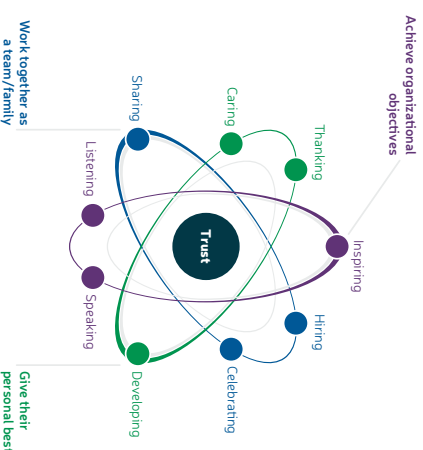 Achieve organizational
objectives
Inspiring
Thanking
Hiring
Caring
Celebrating
Trust
Sharing
Developing
Listening
Speaking
Work together as
a team/family
Give their
personal best